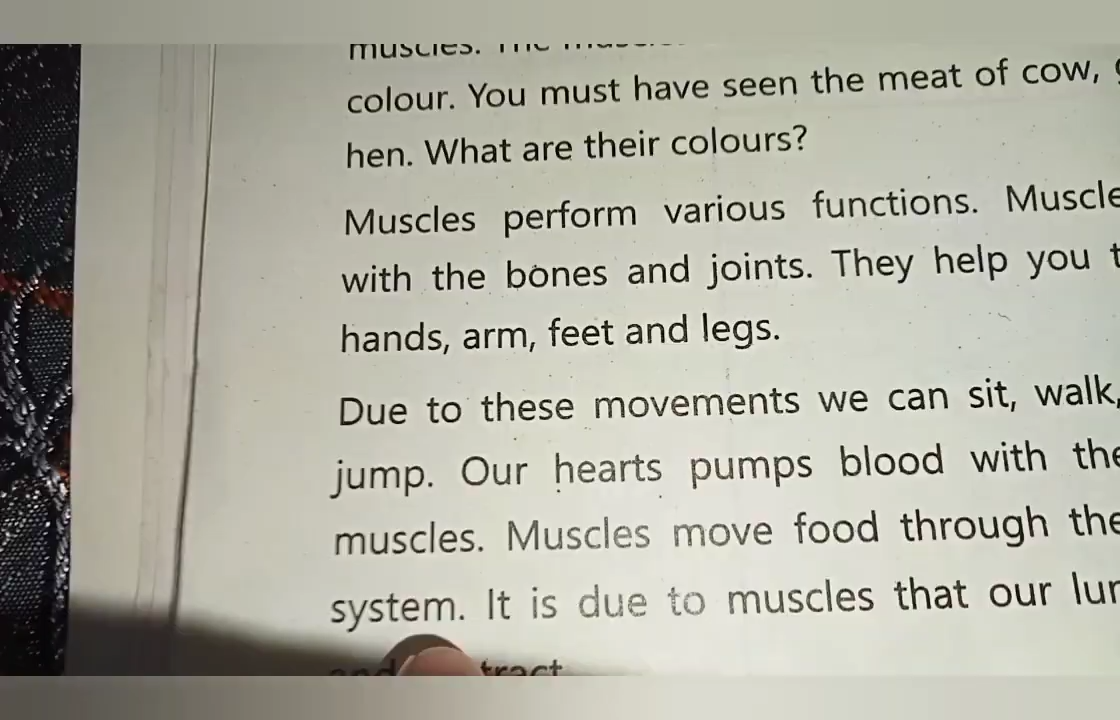 muscles. The
colour. You must have seen the meat of cow,
hen. What are their colours?
Muscles perform various functions.
with the bones and joints. They help you
hands, arm, feet and legs.
Due to these movements we can sit, walk,
jump. Our hearts pumps blood with
muscles. Muscles move food through
system. It is due to muscles that our